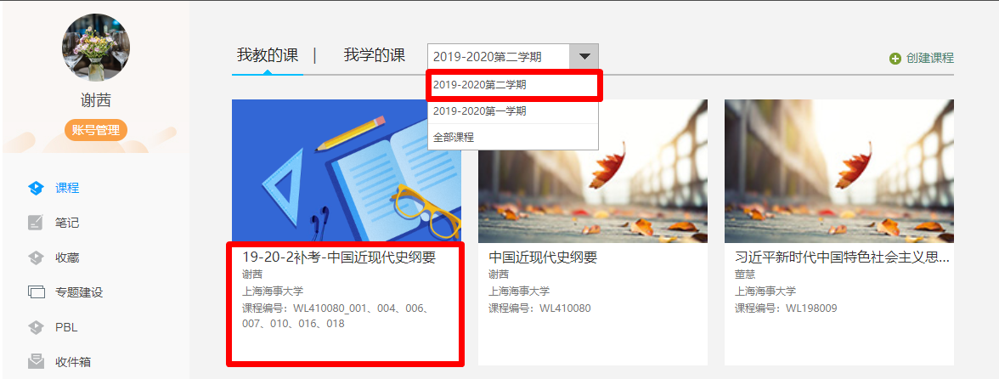 谢茜
账号管理
课程
笔记
收藏
专题建设
PBL
收件箱
我教的课 | 我学的课
2019-2020第二学期
2019-2020第二学期
2019-2020第一学期
全部课程
创建课程
19-20-2补考-中国近现代史纲要
谢茜
上海海事大学
课程编号：WL410080_001、004、006、
007、010、016、018
中国近现代史纲要
谢茜
上海海事大学
课程编号：WL410080
习近平新时代中国特色社会主义思...
董慧
上海海事大学
课程编号：WL198009